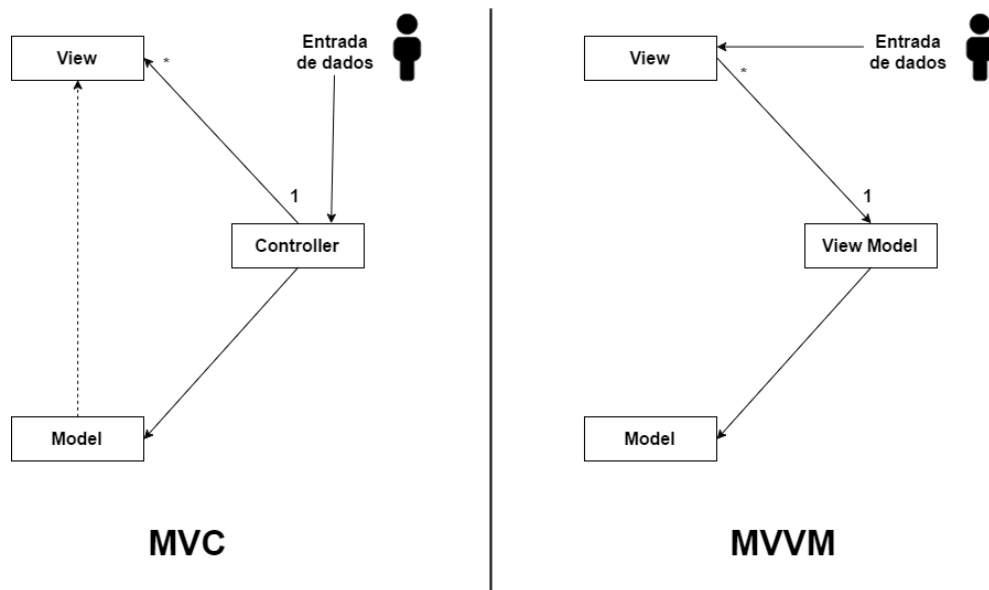 Entrada
de dados
View
*
1
Controller
Model
MVC
Entrada
de dados
View
*
1
View Model
Model
MVVM